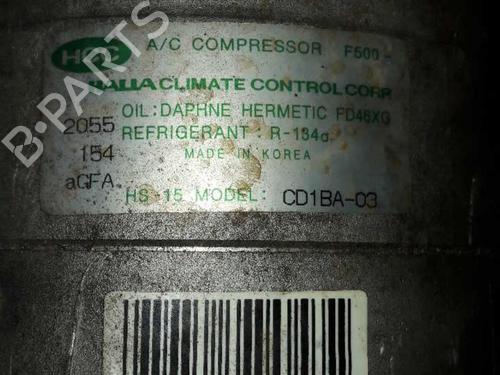 HCC A/C COMPRESSOR F500-
HALLA CLIMATE CONTROL CORP
OIL: DAPHNE HERMETIC FD46XG
2055 REFRIGERANT: R-134a
154 MADE IN KOREA
aGFA HS-15 MODEL: CD1BA-03
B-PARTS